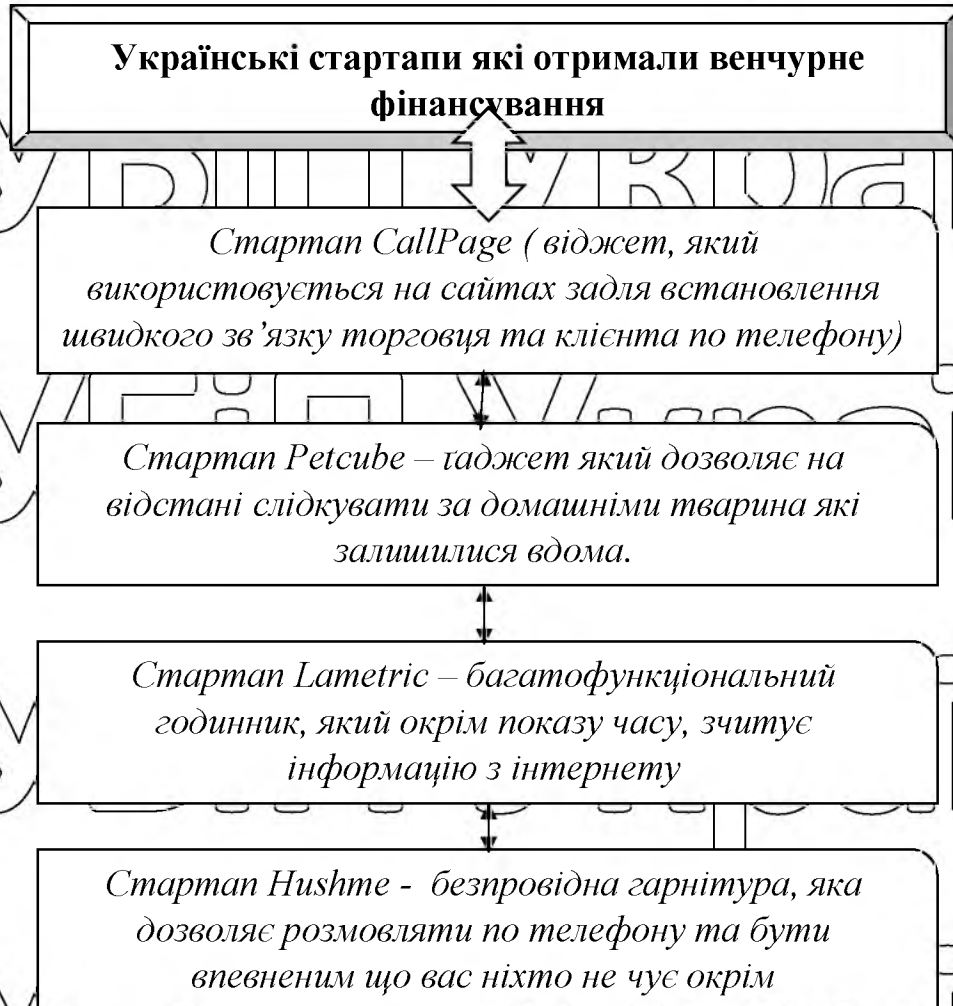 Українські стартапи які отримали венчурне
фінансування
Стартап CallPage ( віджет, який
використовується на сайтах задля встановлення
швидкого зв’язку торговця та клієнта по телефону)
Стартап Petcube – ґаджет який дозволяє на
відстані слідкувати за домашніми тварина які
залишилися вдома.
Стартап Lametric – багатофункціональний
годинник, який окрім показу часу, зчитує
інформацію з інтернету
Стартап Hushme - безпровідна гарнітура, яка
дозволяє розмовляти по телефону та бути
впевненим що вас ніхто не чує окрім